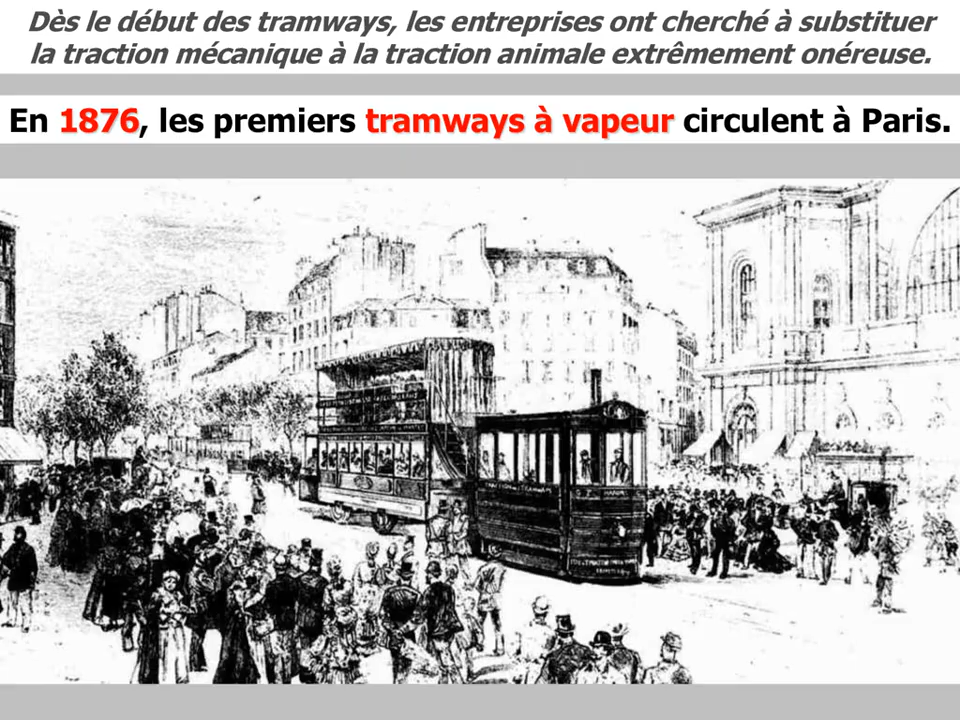 Dès le début des tramways, les entreprises ont cherché à substituer
la traction mécanique à la traction animale extrêmement onéreuse.
En 1876, les premiers tramways à vapeur circulent à Paris.